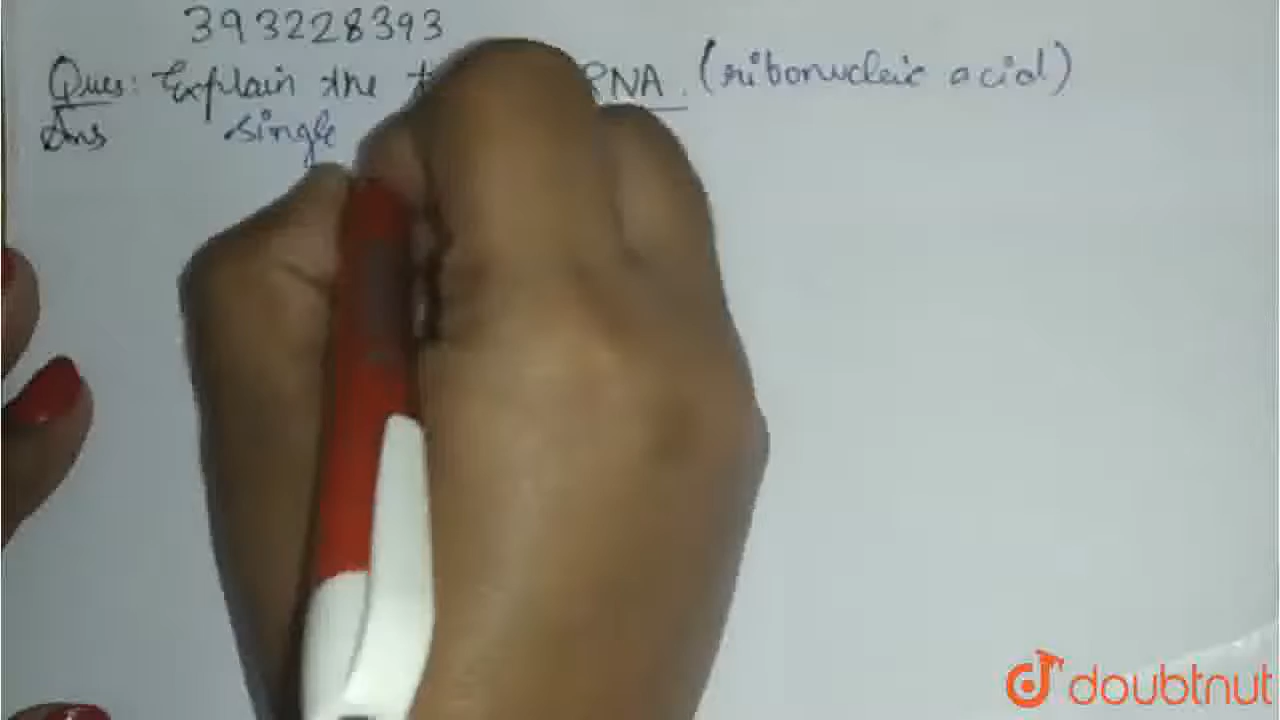 393228393
Ques: Explain the RNA. (ribonucleic acid)
Ans single
doubtnut